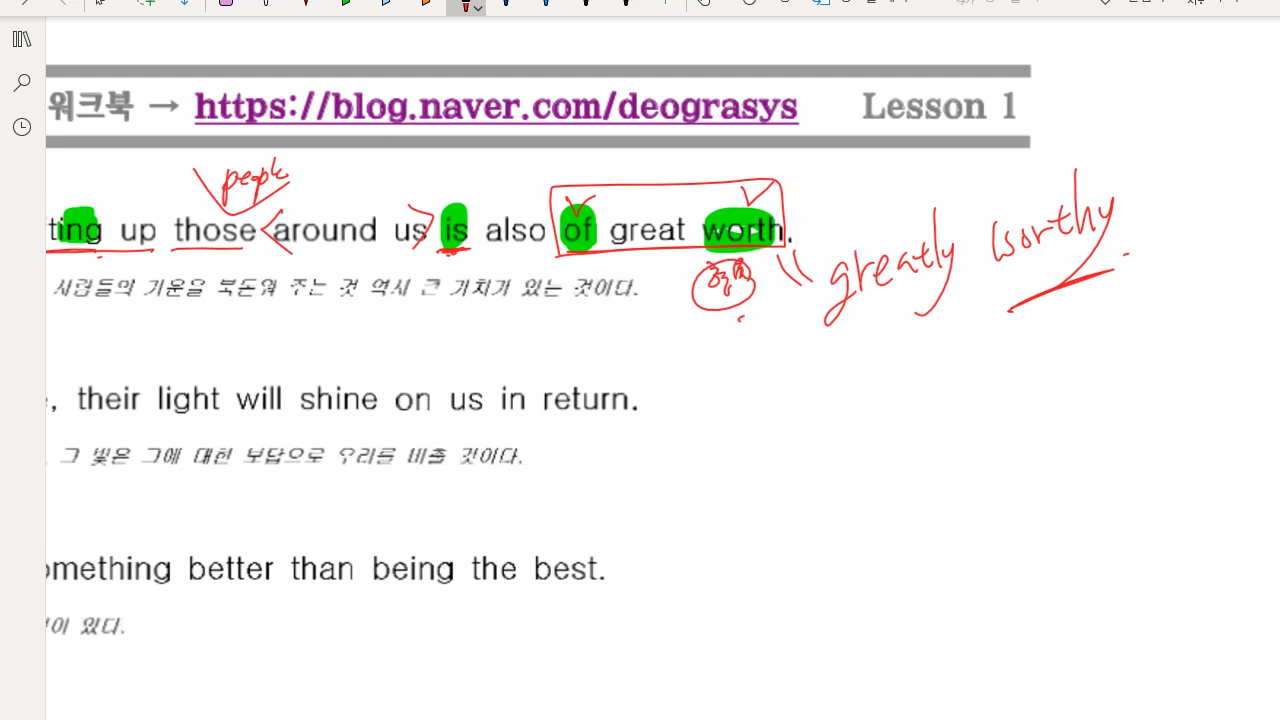 워크북 → https://blog.naver.com/deograsys Lesson 1
people
ting up those around us is also of great worth.
greatly worthy
사람들의 기운을 북돋워 주는 것 역시 큰 가치가 있는 것이다.
, their light will shine on us in return.
그 빛은 그에 대한 보답으로 우리를 비출 것이다.
omething better than being the best.
이 있다.